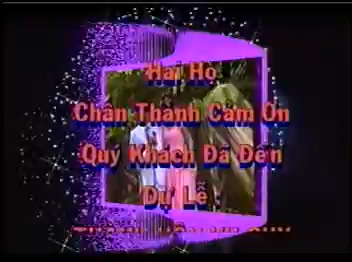 Hai Họ
Chân Thành Cảm Ơn
Quý Khách Đã Đến
Dự Lễ